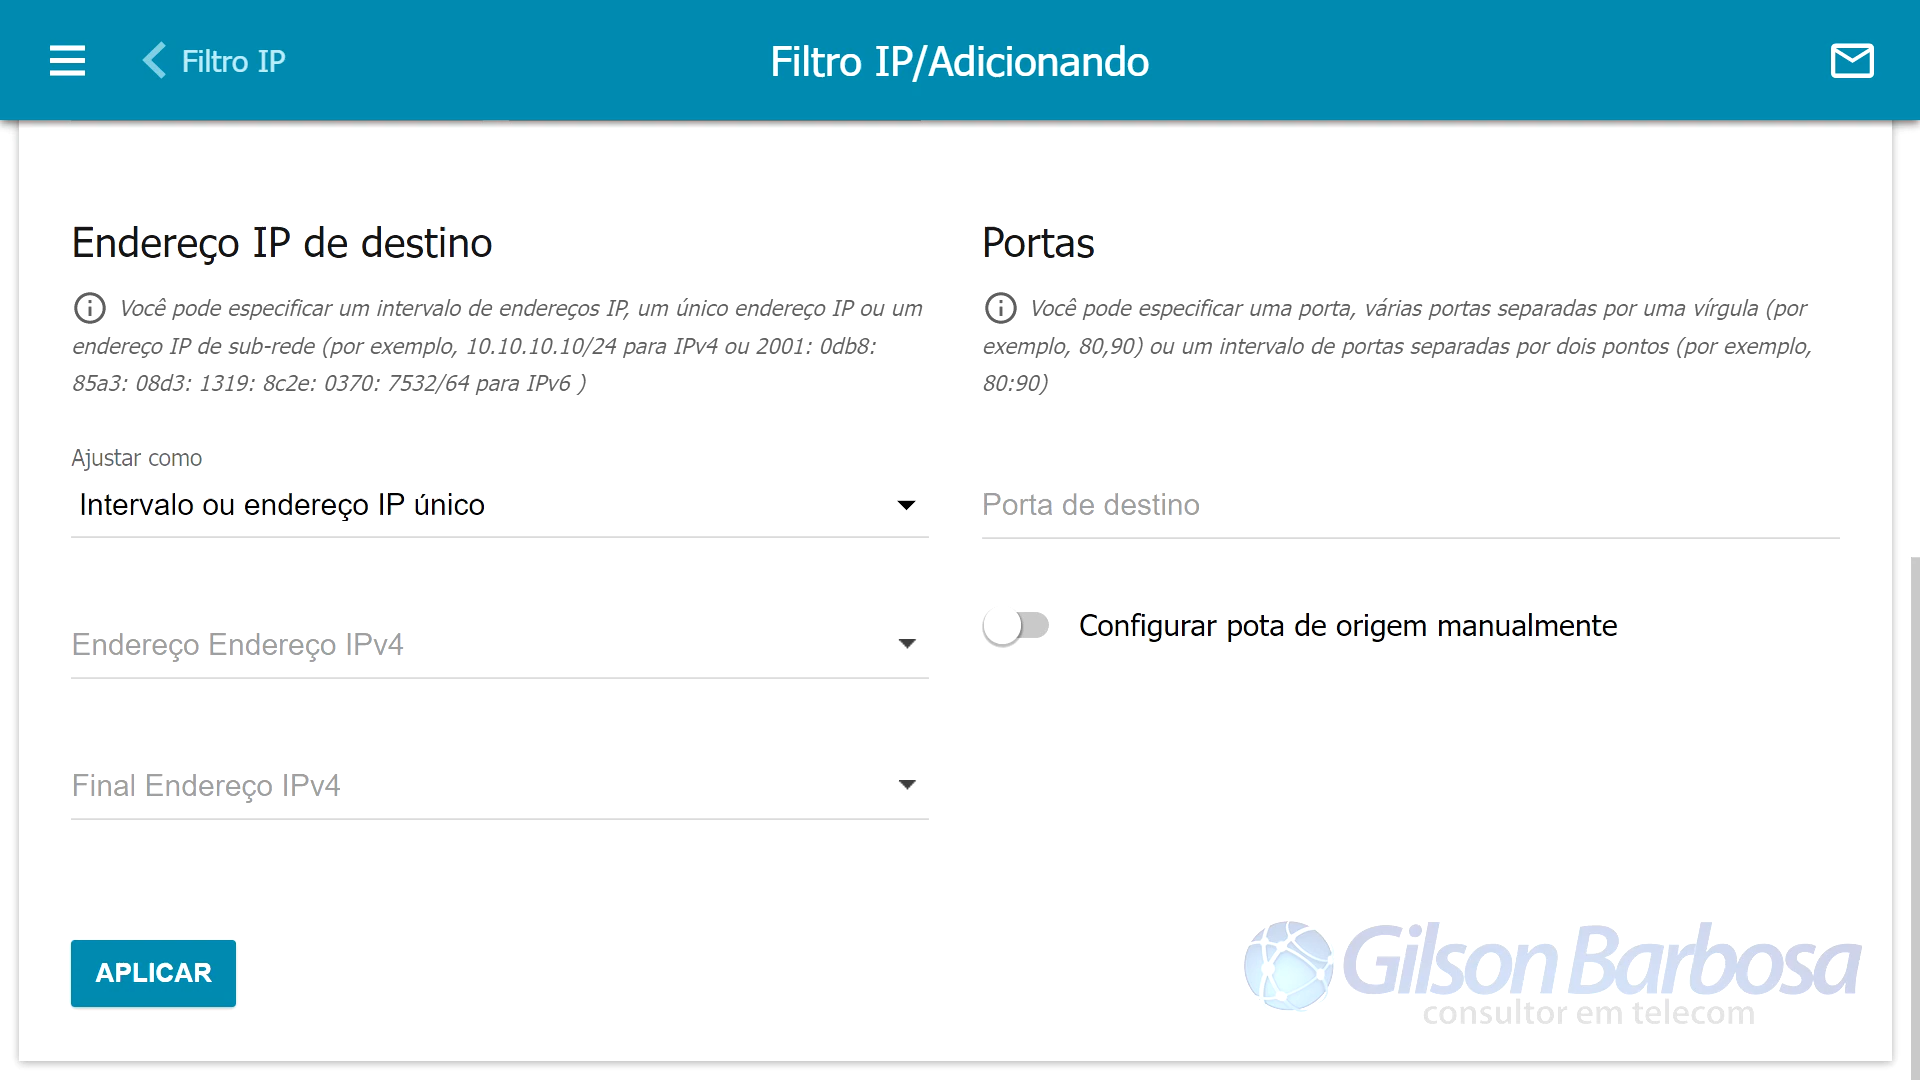 Filtro IP
Filtro IP/Adicionando
Endereço IP de destino
Você pode especificar um intervalo de endereços IP, um único endereço IP ou um
endereço IP de sub-rede (por exemplo, 10.10.10.10/24 para IPv4 ou 2001: 0db8:
85a3: 08d3: 1319: 8c2e: 0370: 7532/64 para IPv6 )
Ajustar como
Intervalo ou endereço IP único
Endereço Endereço IPv4
Final Endereço IPv4
APLICAR
Portas
Você pode especificar uma porta, várias portas separadas por uma vírgula (por
exemplo, 80,90) ou um intervalo de portas separadas por dois pontos (por exemplo,
80:90)
Porta de destino
Configurar pota de origem manualmente
Gilson Barbosa
consultor em telecom